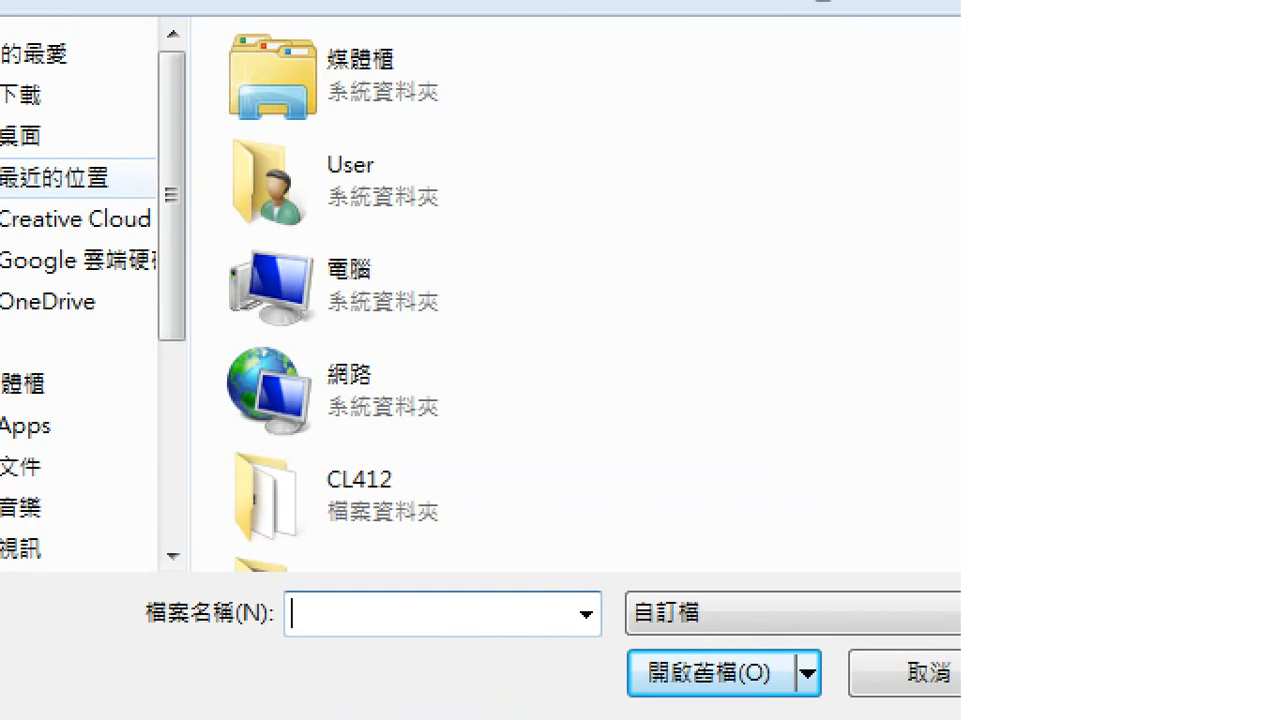 的最愛
下載
桌面
最近的位置
Creative Cloud
Google 雲端硬
OneDrive
體櫃
Apps
文件
音樂
視訊
媒體櫃
系統資料夾
User
系統資料夾
電腦
系統資料夾
網路
系統資料夾
CL412
檔案資料夾
檔案名稱(N):
自訂檔
開啟舊檔(O)
取消